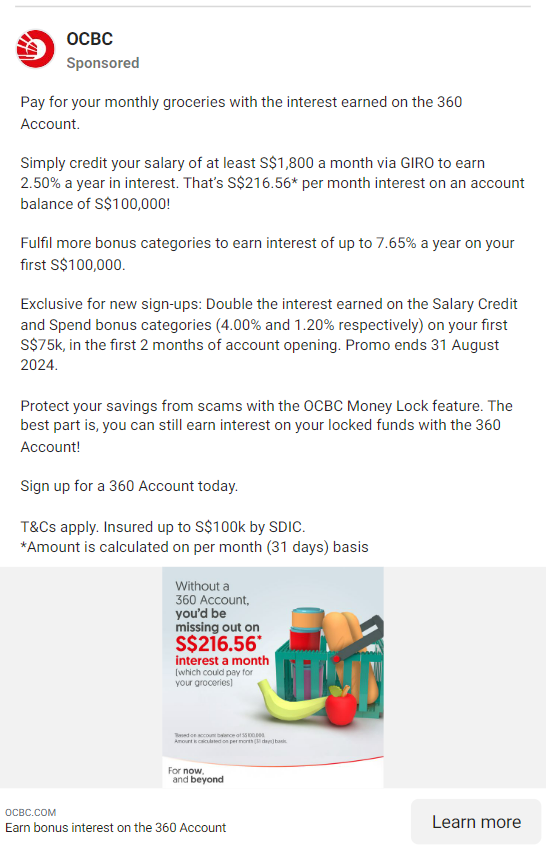 OCBC
Sponsored
Pay for your monthly groceries with the interest earned on the 360
Account.
Simply credit your salary of at least S$1,800 a month via GIRO to earn
2.50% a year in interest. That's S$216.56* per month interest on an account
balance of S$100,000!
Fulfil more bonus categories to earn interest of up to 7.65% a year on your
first S$100,000.
Exclusive for new sign-ups: Double the interest earned on the Salary Credit
and Spend bonus categories (4.00% and 1.20% respectively) on your first
S$75k, in the first 2 months of account opening. Promo ends 31 August
2024.
Protect your savings from scams with the OCBC Money Lock feature. The
best part is, you can still earn interest on your locked funds with the 360
Account!
Sign up for a 360 Account today.
T&Cs apply. Insured up to S$100k by SDIC.
*Amount is calculated on per month (31 days) basis
Without a
360 Account,
you'd be
missing out on
S$216.56*
interest a month
(which could pay for
your groceries)
*Based on account balance of S$100,000.
Amount is calculated on per month (31 days) basis.
For now,
and beyond
OCBC.COM
Earn bonus interest on the 360 Account
Learn more